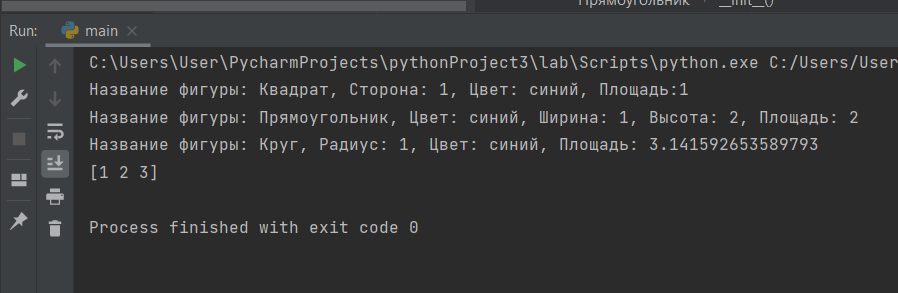 Прямоугольник __init__()
Run: main
C:\Users\User\PycharmProjects\pythonProject3\lab\Scripts\python.exe C:/Users/User
Название фигуры: Квадрат, Сторона: 1, Цвет: синий, Площадь:1
Название фигуры: Прямоугольник, Цвет: синий, Ширина: 1, Высота: 2, Площадь: 2
Название фигуры: Круг, Радиус: 1, Цвет: синий, Площадь: 3.141592653589793
[1 2 3]
Process finished with exit code 0